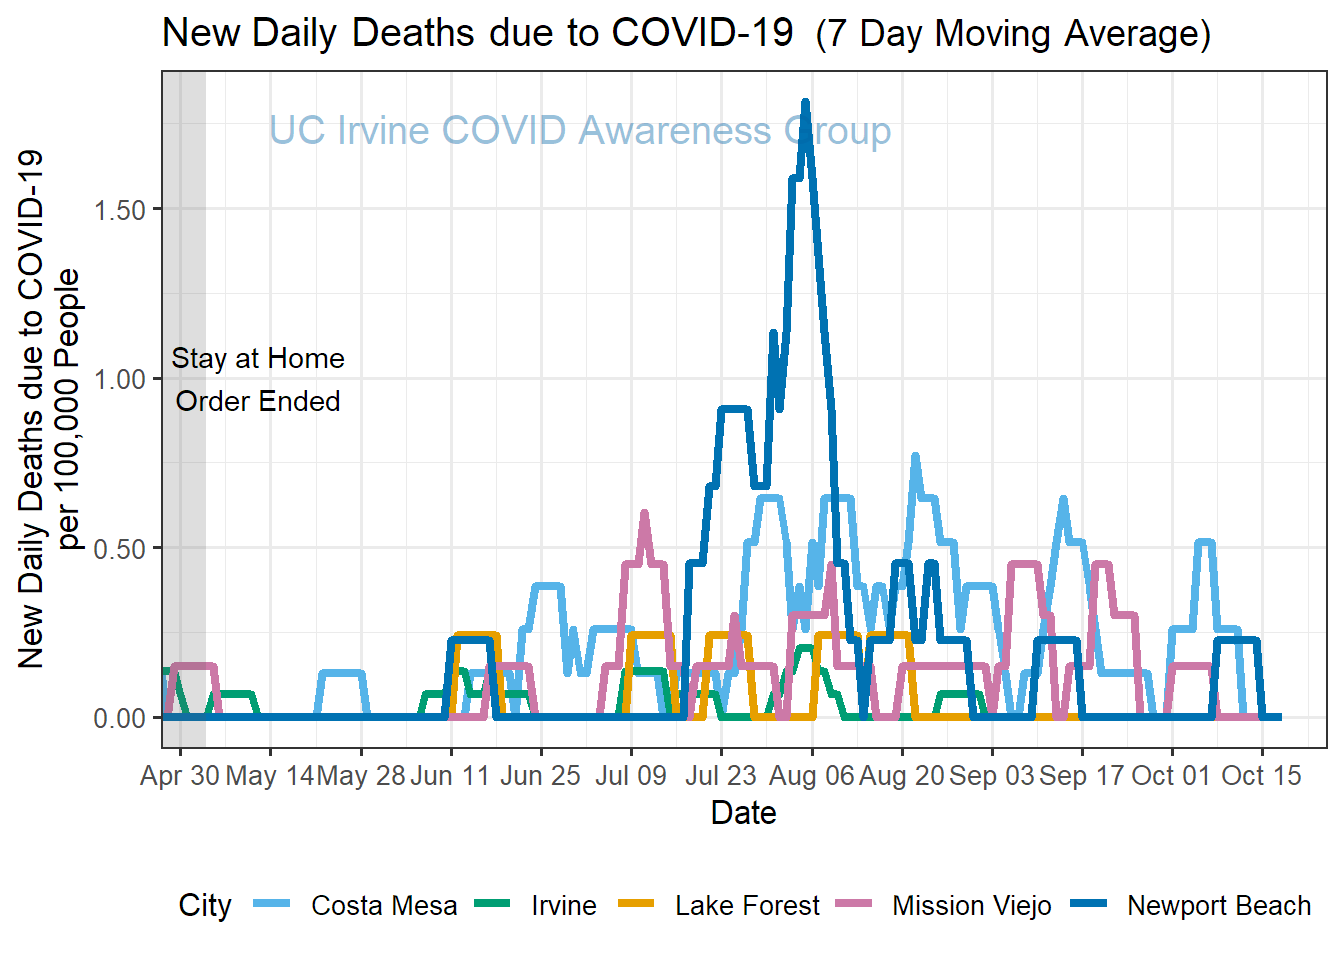 New Daily Deaths due to COVID-19 (7 Day Moving Average)
UC Irvine COVID Awareness Group
New Daily Deaths due to COVID-19
per 100,000 People
1.50
1.00
0.50
0.00
Stay at Home
Order Ended
Apr 30 May 14 May 28 Jun 11 Jun 25 Jul 09 Jul 23 Aug 06 Aug 20 Sep 03 Sep 17 Oct 01 Oct 15
Date
City Costa Mesa Irvine Lake Forest Mission Viejo Newport Beach